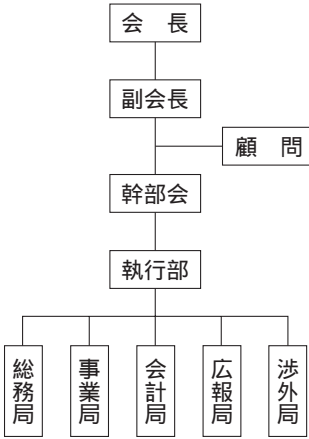 会　長
副会長
顧　問
幹部会
執行部
総務局
事業局
会計局
広報局
渉外局